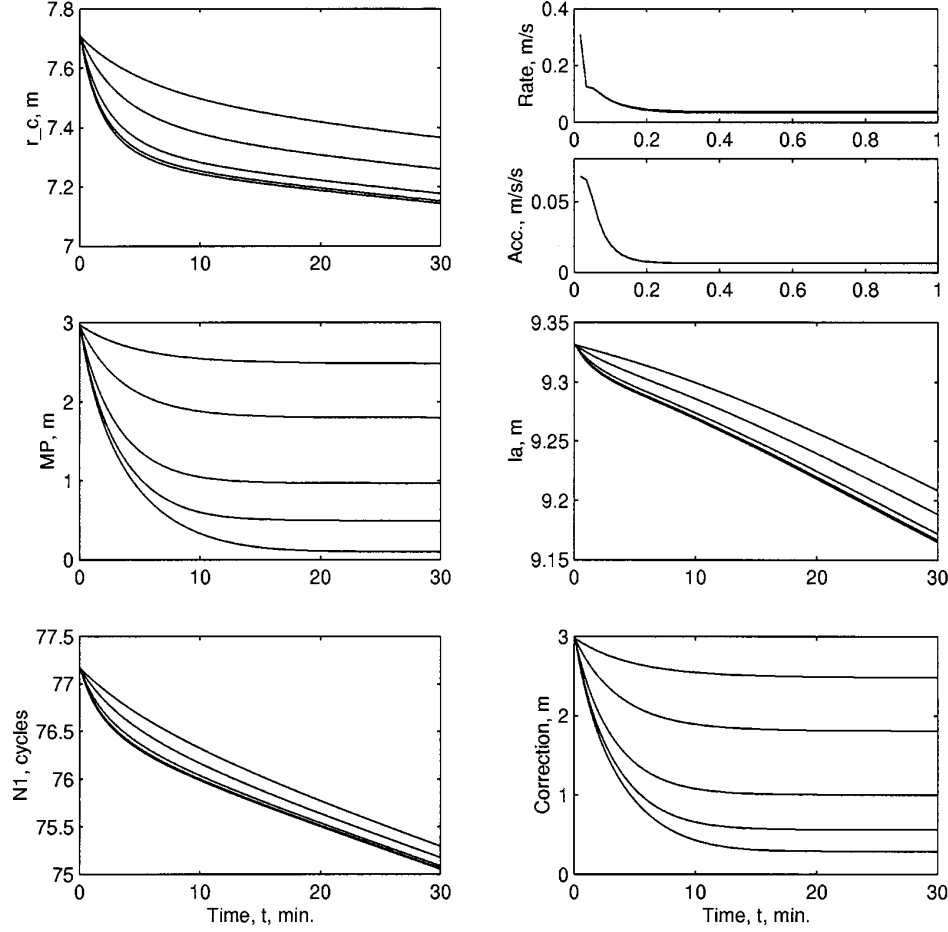 7.8
7.6
7.4
7.2
7
r_c, m
0 10 20 30
0.4
0.2
0
Rate, m/s
0 0.2 0.4 0.6 0.8 1
0.05
0
Acc., m/s/s
0 0.2 0.4 0.6 0.8 1
3
2
1
0
MP, m
0 10 20 30
9.35
9.3
9.25
9.2
9.15
Ia, m
0 10 20 30
77.5
77
76.5
76
75.5
75
N1, cycles
0 10 20 30
Time, t, min.
3
2
1
0
Correction, m
0 10 20 30
Time, t, min.